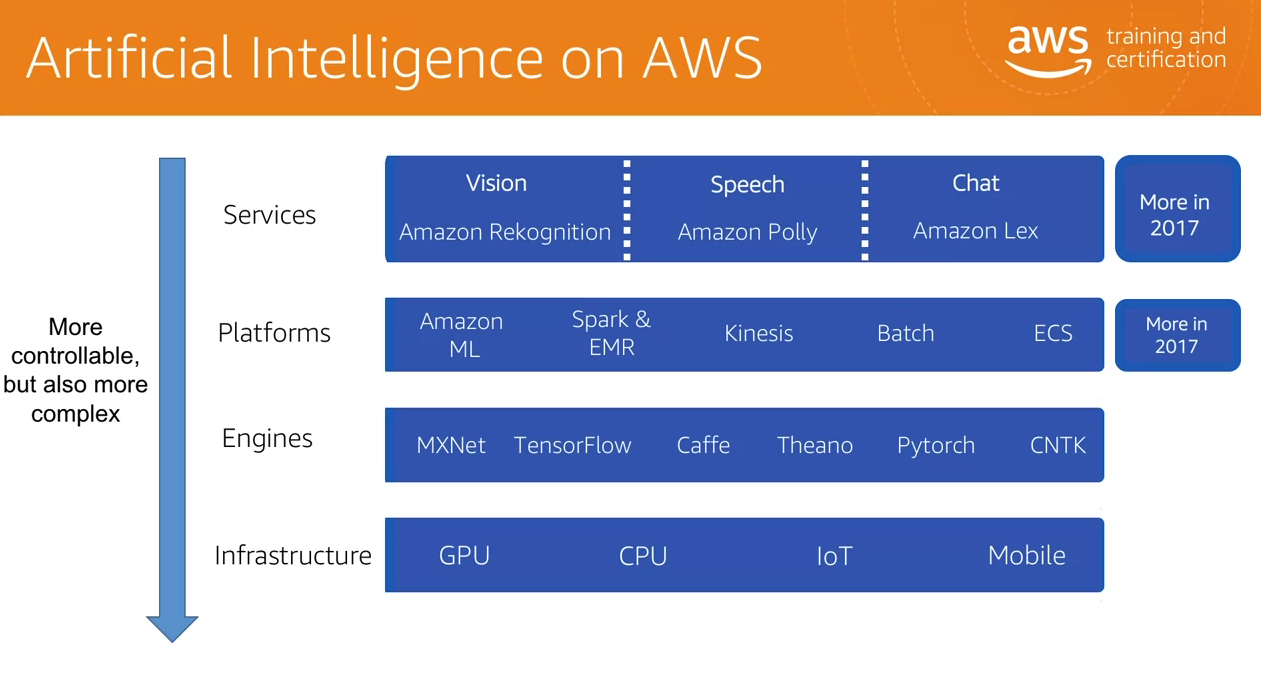 Artificial Intelligence on AWS
aws training and
certification
Services
Vision
Amazon Rekognition
Speech
Amazon Polly
Chat
Amazon Lex
More in
2017
More
controllable,
but also more
complex
Platforms
Amazon
ML
Spark &
EMR
Kinesis
Batch
ECS
More in
2017
Engines
MXNet
TensorFlow
Caffe
Theano
Pytorch
CNTK
Infrastructure
GPU
CPU
IoT
Mobile